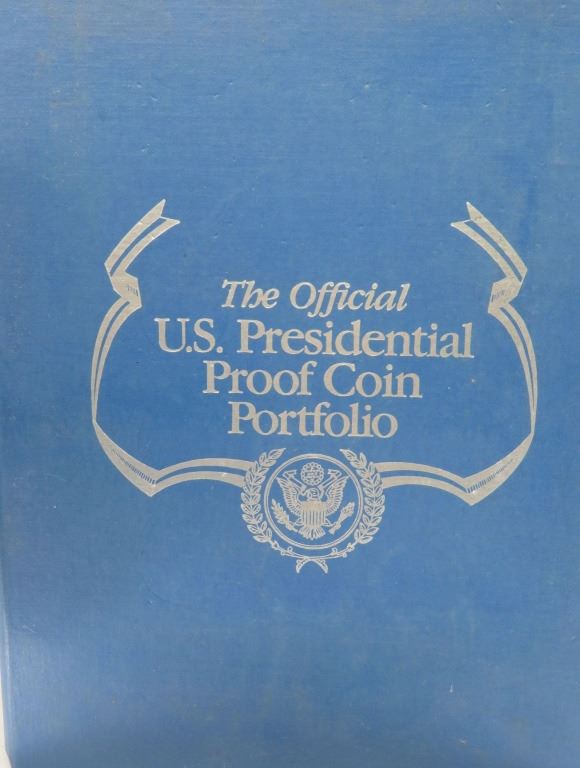 The Official
U.S. Presidential
Proof Coin
Portfolio